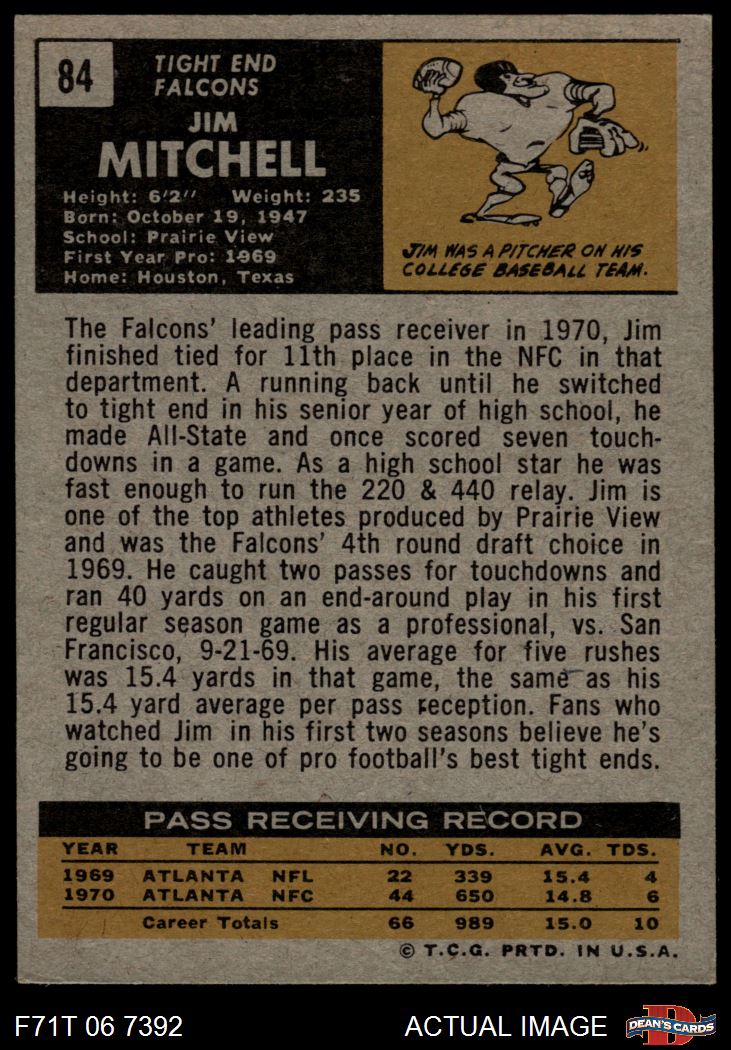 84
TIGHT END
FALCONS
JIM
MITCHELL
Height: 6'2" Weight: 235
Born: October 19, 1947
School: Prairie View
First Year Pro: 1969
Home: Houston, Texas
JIM WAS A PITCHER ON HIS
COLLEGE BASEBALL TEAM.
The Falcons' leading pass receiver in 1970, Jim
finished tied for 11th place in the NFC in that
department. A running back until he switched
to tight end in his senior year of high school, he
made All-State and once scored seven touch-
downs in a game. As a high school star he was
fast enough to run the 220 & 440 relay. Jim is
one of the top athletes produced by Prairie View
and was the Falcons' 4th round draft choice in
1969. He caught two passes for touchdowns and
ran 40 yards on an end-around play in his first
regular season game as a professional, vs. San
Francisco, 9-21-69. His average for five rushes
was 15.4 yards in that game, the same as his
15.4 yard average per pass reception. Fans who
watched Jim in his first two seasons believe he's
going to be one of pro football's best tight ends.
PASS RECEIVING RECORD
YEAR TEAM NO. YDS. AVG. TDS.
1969 ATLANTA NFL 22 339 15.4 4
1970 ATLANTA NFC 44 650 14.8 6
Career Totals 66 989 15.0 10
© T.C.G. PRTD. IN U.S.A.
F71T 06 7392 ACTUAL IMAGE
D
DEAN'S CARDS